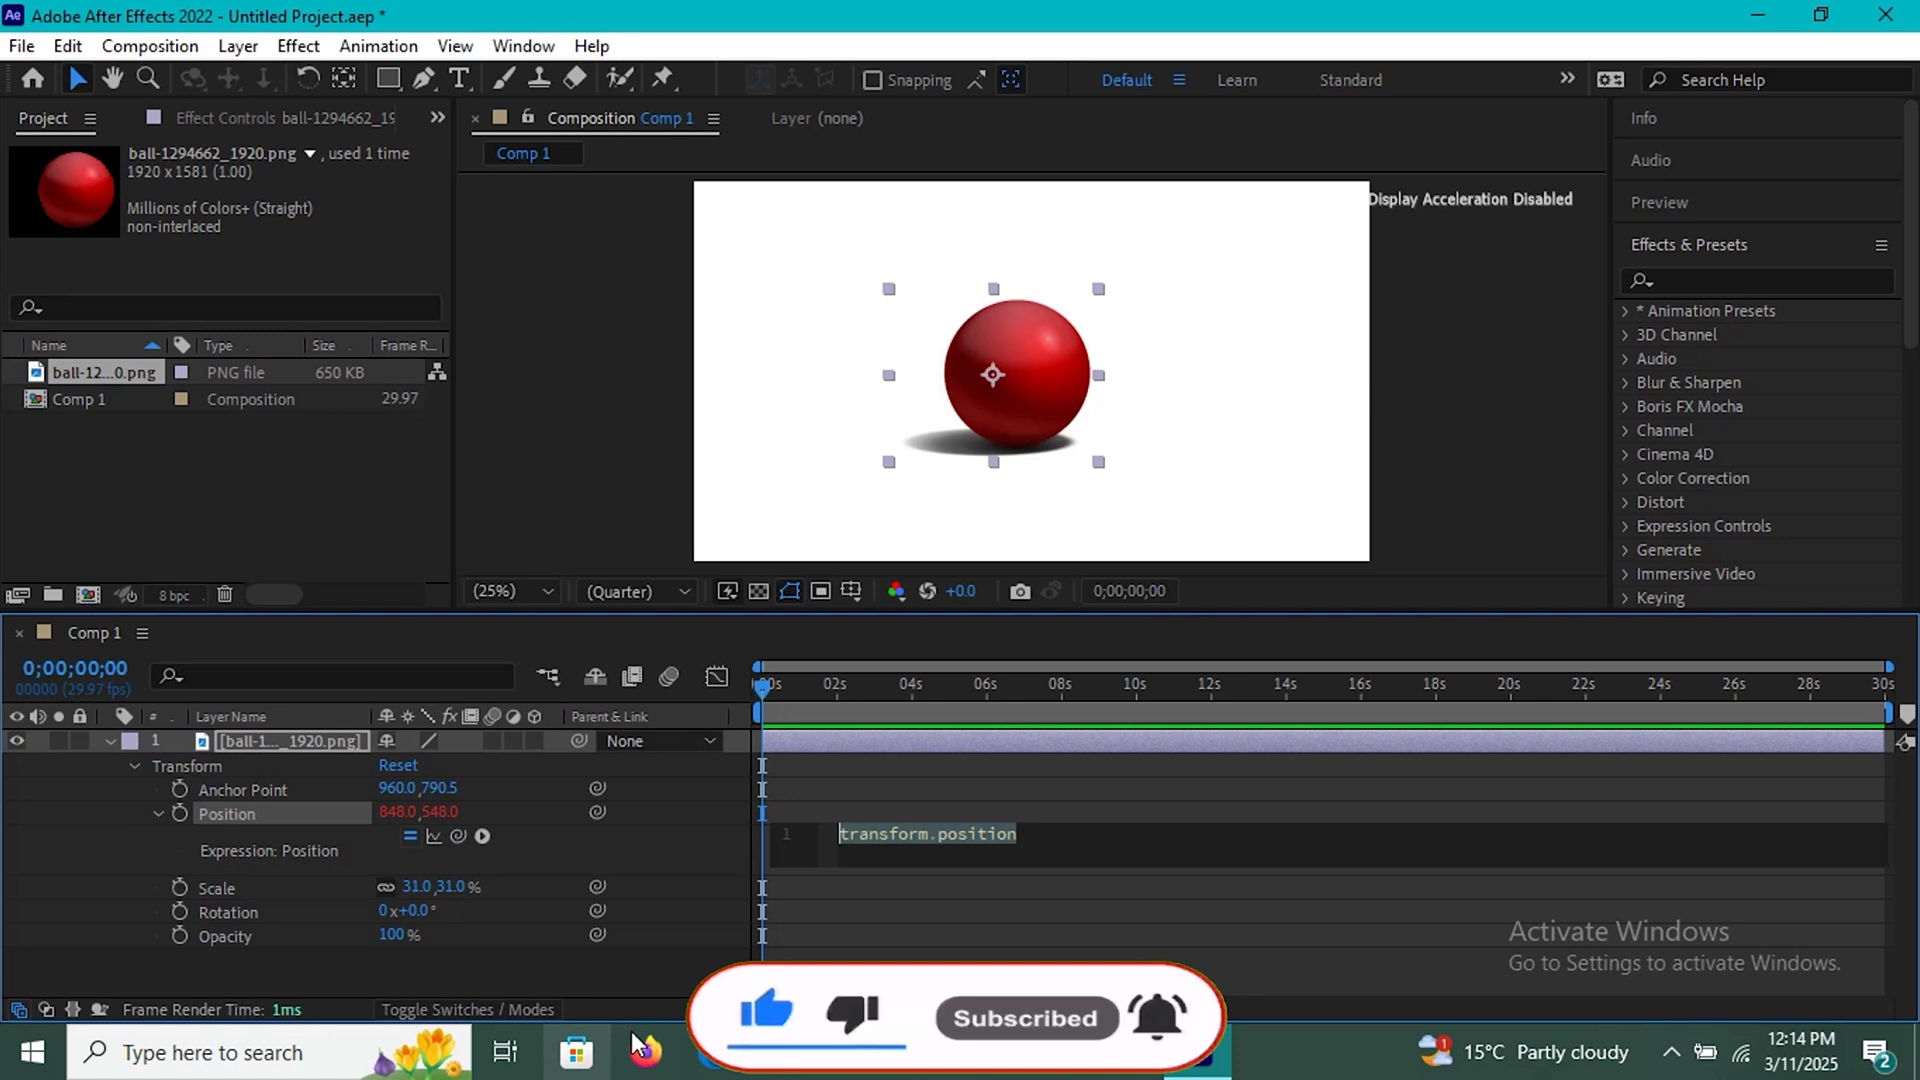 Ae Adobe After Effects 2022 - Untitled Project.aep *
File Edit Composition Layer Effect Animation View Window Help
Snapping Default Learn Standard Search Help
Project Effect Controls ball-1294662_19
Composition Comp 1 Layer (none)
Comp 1
ball-1294662_1920.png , used 1 time
1920 x 1581 (1.00)
Millions of Colors+ (Straight)
non-interlaced
Name Type Size Frame R...
ball-12...0.png PNG file 650 KB
Comp 1 Composition 29.97
8 bpc
Display Acceleration Disabled
(25%) (Quarter) +0.0 0;00;00;00
Info
Audio
Preview
Effects & Presets
* Animation Presets
3D Channel
Audio
Blur & Sharpen
Boris FX Mocha
Channel
Cinema 4D
Color Correction
Distort
Expression Controls
Generate
Immersive Video
Keying
Comp 1
0;00;00;00
00000 (29.97 fps)
00s 02s 04s 06s 08s 10s 12s 14s 16s 18s 20s 22s 24s 26s 28s 30s
# Layer Name fx Parent & Link
1 [ball-1..._1920.png] None
Transform Reset
Anchor Point 960.0,790.5
Position 848.0,548.0
Expression: Position
1 transform.position
Scale 31.0,31.0 %
Rotation 0x+0.0°
Opacity 100 %
Activate Windows
Go to Settings to activate Windows.
Frame Render Time: 1ms Toggle Switches / Modes
Subscribed
Type here to search
1
15°C Partly cloudy
12:14 PM
3/11/2025
2